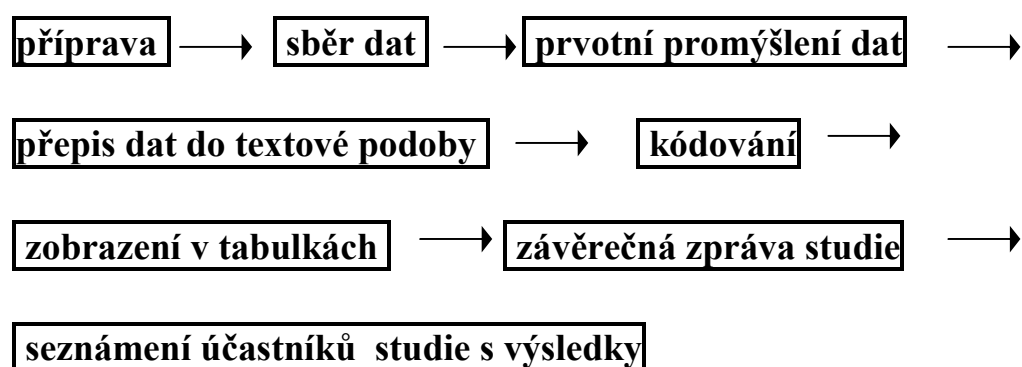 příprava sběr dat prvotní promýšlení dat
přepis dat do textové podoby kódování
zobrazení v tabulkách závěrečná zpráva studie
seznámení účastníků studie s výsledky